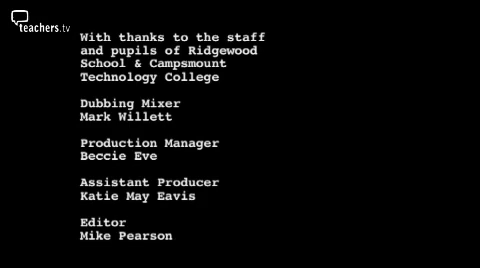 teachers.tv
With thanks to the staff
and pupils of Ridgewood
School & Campsmount
Technology College
Dubbing Mixer
Mark Willett
Production Manager
Beccie Eve
Assistant Producer
Katie May Eavis
Editor
Mike Pearson